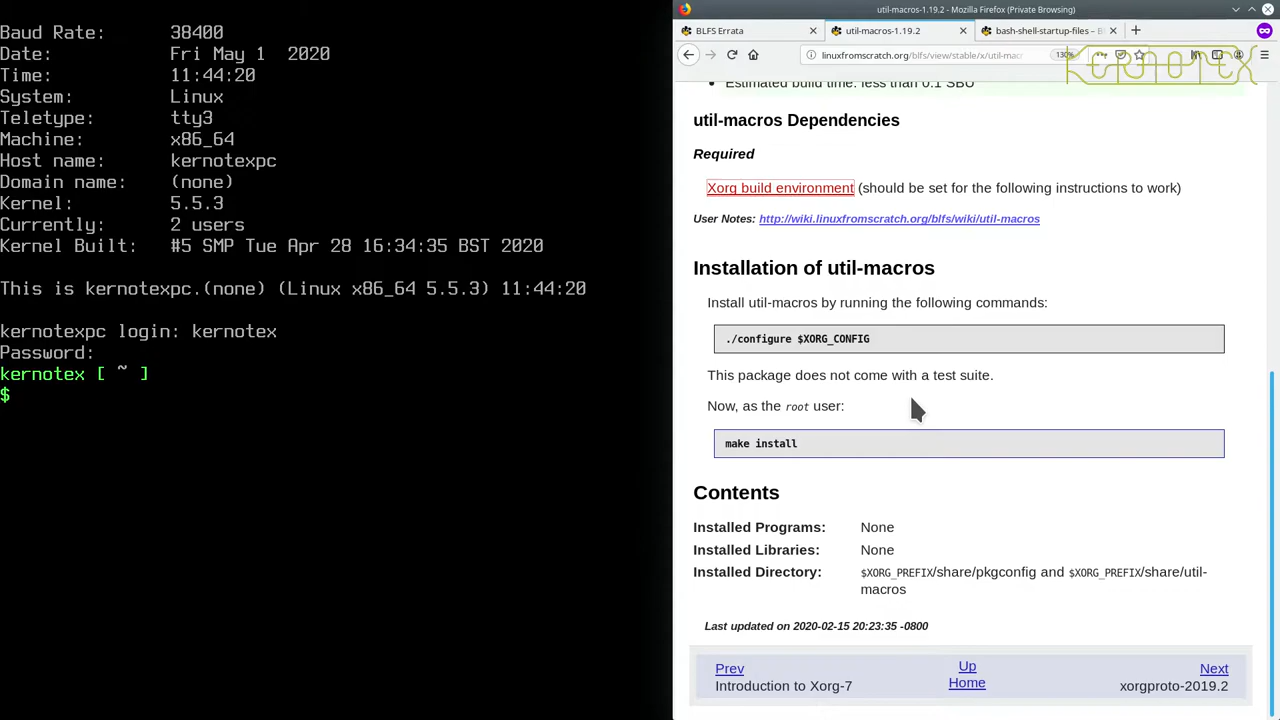 Baud Rate: 38400
Date: Fri May 1 2020
Time: 11:44:20
System: Linux
Teletype: tty3
Machine: x86_64
Host name: kernotexpc
Domain name: (none)
Kernel: 5.5.3
Currently: 2 users
Kernel Built: #5 SMP Tue Apr 28 16:34:35 BST 2020
This is kernotexpc.(none) (Linux x86_64 5.5.3) 11:44:20
kernotexpc login: kernotex
Password:
kernotex [ ~ ]
$
util-macros-1.19.2 - Mozilla Firefox (Private Browsing)
BLFS Errata
util-macros-1.19.2
bash-shell-startup-files – B
linuxfromscratch.org/blfs/view/stable/x/util-mac
130%
KERNOTEX
Estimated build time: less than 0.1 SBU
util-macros Dependencies
Required
Xorg build environment (should be set for the following instructions to work)
User Notes: http://wiki.linuxfromscratch.org/blfs/wiki/util-macros
Installation of util-macros
Install util-macros by running the following commands:
./configure $XORG_CONFIG
This package does not come with a test suite.
Now, as the root user:
make install
Contents
Installed Programs: None
Installed Libraries: None
Installed Directory: $XORG_PREFIX/share/pkgconfig and $XORG_PREFIX/share/util-
macros
Last updated on 2020-02-15 20:23:35 -0800
Prev
Up
Next
Introduction to Xorg-7
Home
xorgproto-2019.2